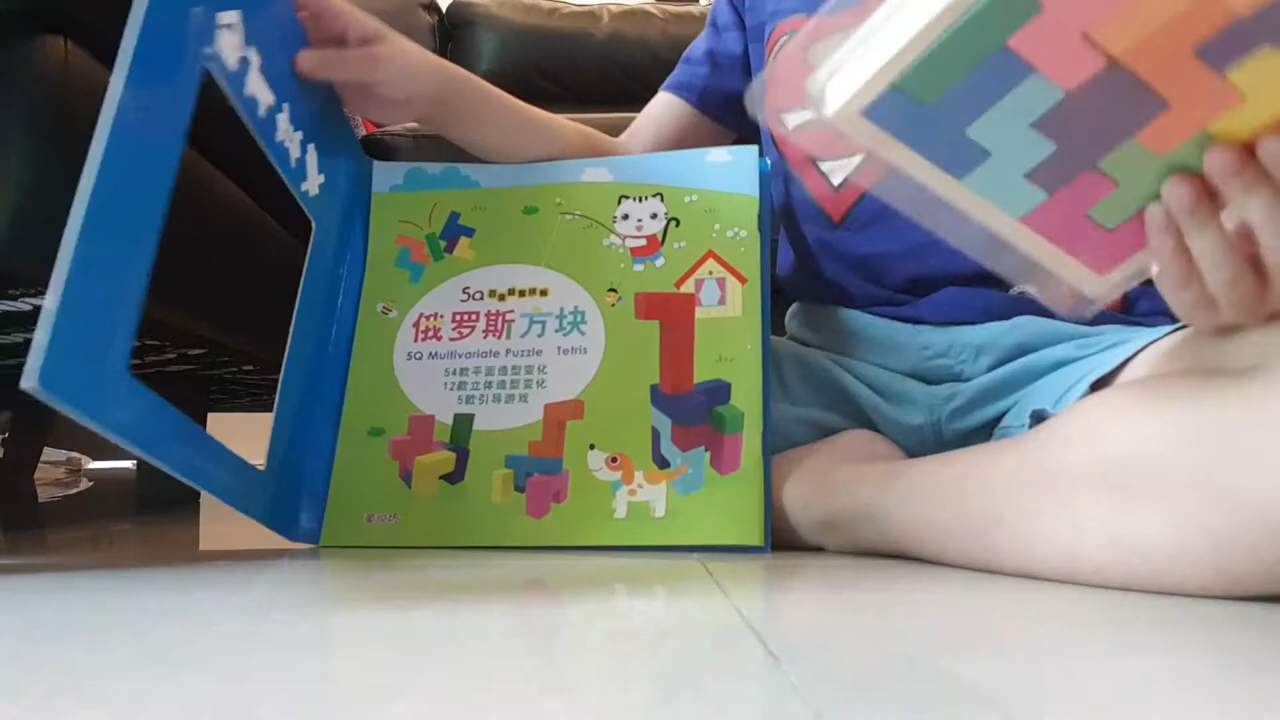 5Q
俄罗斯方块
5Q Multivariate Puzzle Tetris
54款平面造型变化
12款立体造型变化
5款引导游戏